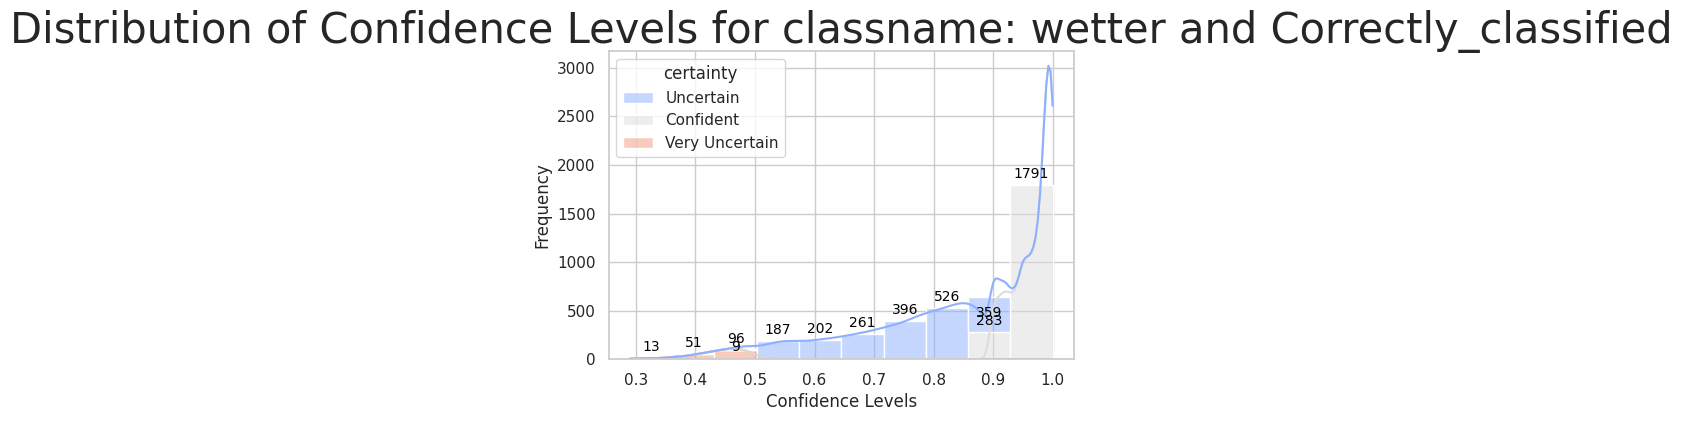 Distribution of Confidence Levels for classname: wetter and Correctly_classified
certainty
Uncertain
Confident
Very Uncertain
3000
2500
2000
1500
1000
500
0
Frequency
13
51
96
9
187
202
261
396
526
359
283
1791
0.3 0.4 0.5 0.6 0.7 0.8 0.9 1.0
Confidence Levels